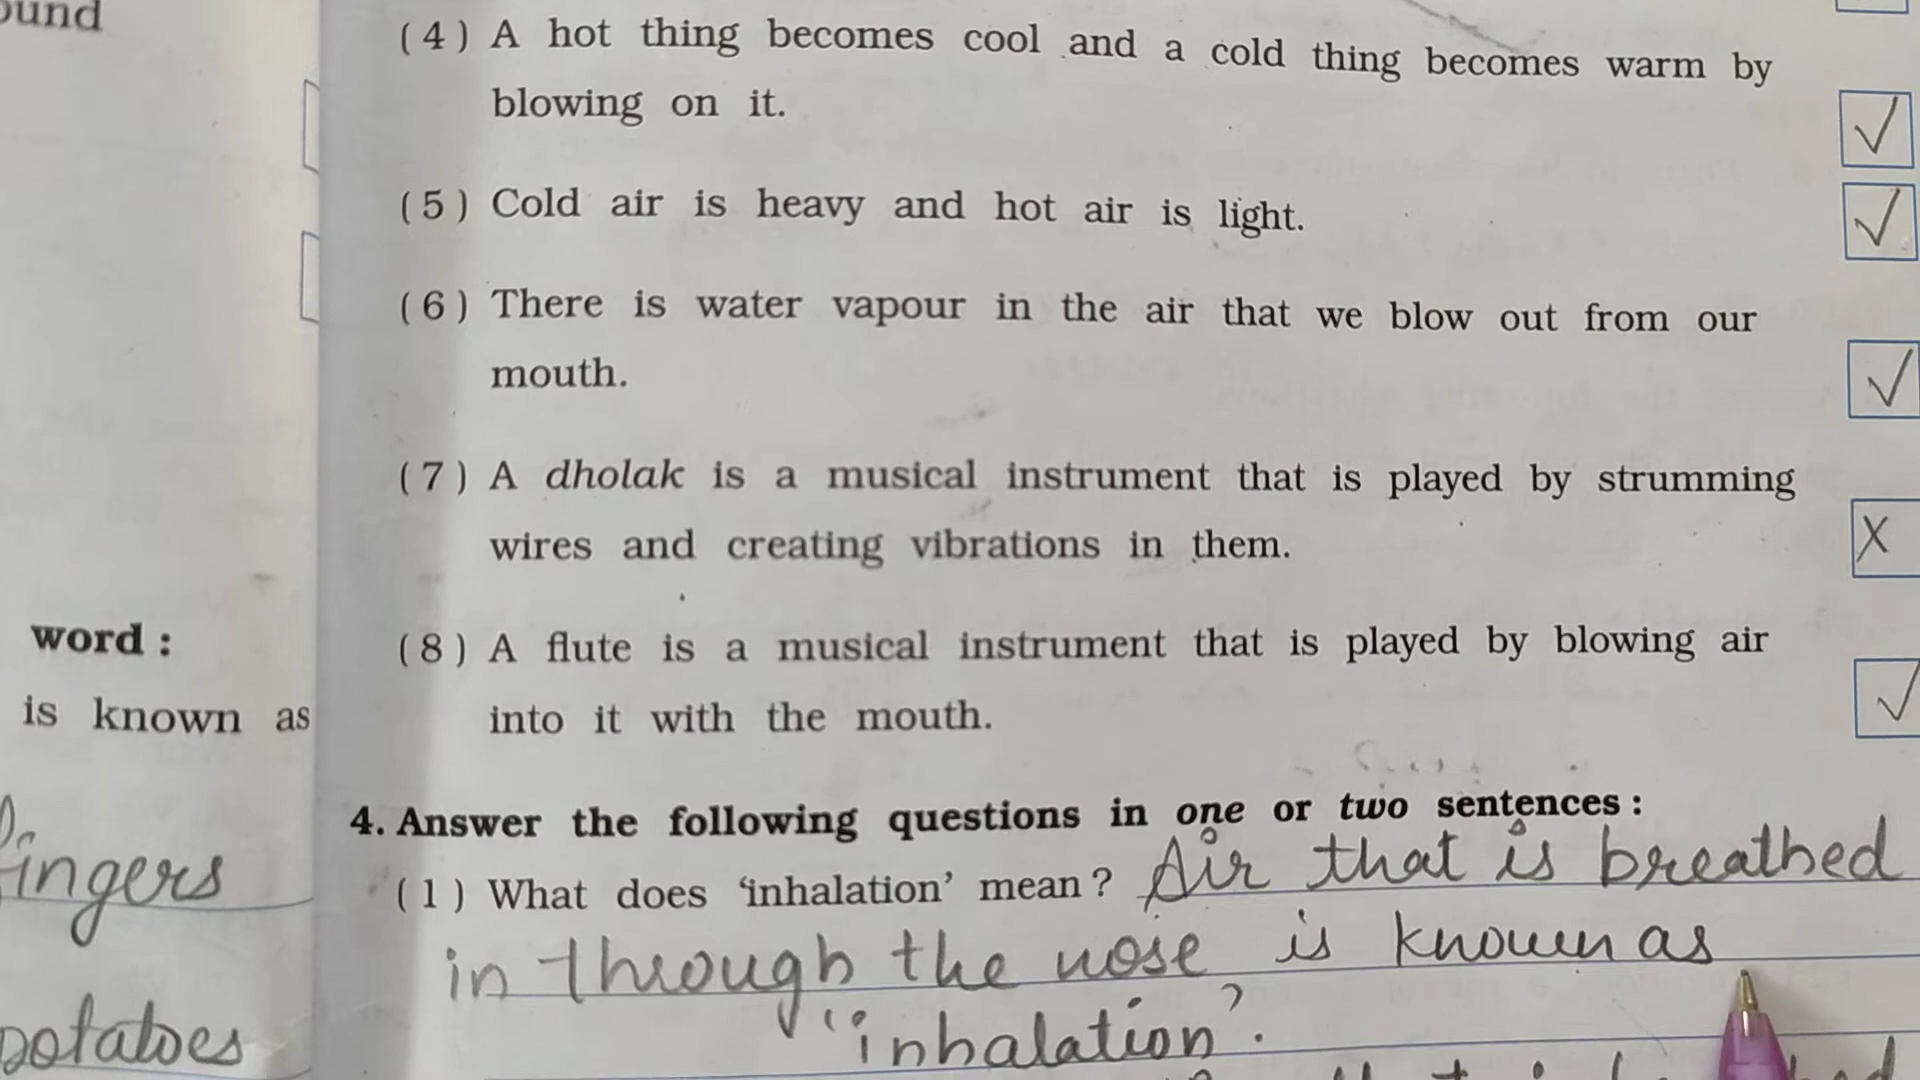 ound
word :
is known as
fingers
potatoes
(4) A hot thing becomes cool and a cold thing becomes warm by
blowing on it.
✓
(5) Cold air is heavy and hot air is light.
✓
(6) There is water vapour in the air that we blow out from our
mouth.
✓
(7) A dholak is a musical instrument that is played by strumming
wires and creating vibrations in them.
X
(8) A flute is a musical instrument that is played by blowing air
into it with the mouth.
✓
4. Answer the following questions in one or two sentences :
(1) What does ‘inhalation’ mean ? Air that is breathed
in through the nose is known as
‘inhalation’.